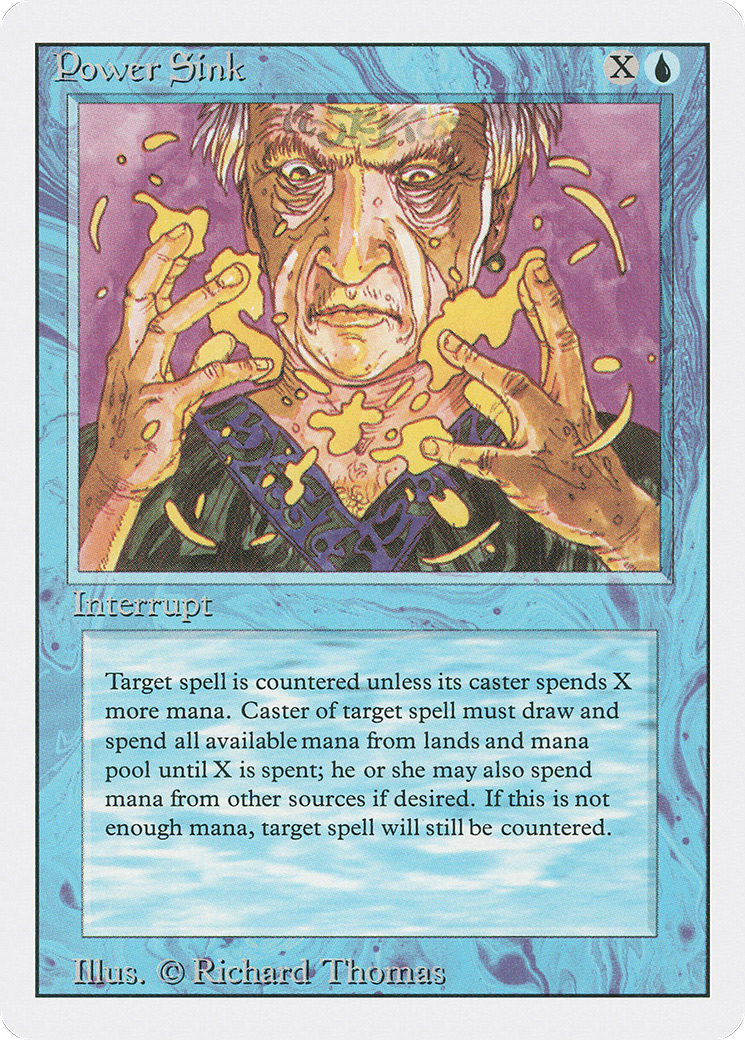 Power Sink X
Interrupt
Target spell is countered unless its caster spends X
more mana. Caster of target spell must draw and
spend all available mana from lands and mana
pool until X is spent; he or she may also spend
mana from other sources if desired. If this is not
enough mana, target spell will still be countered.
Illus. © Richard Thomas